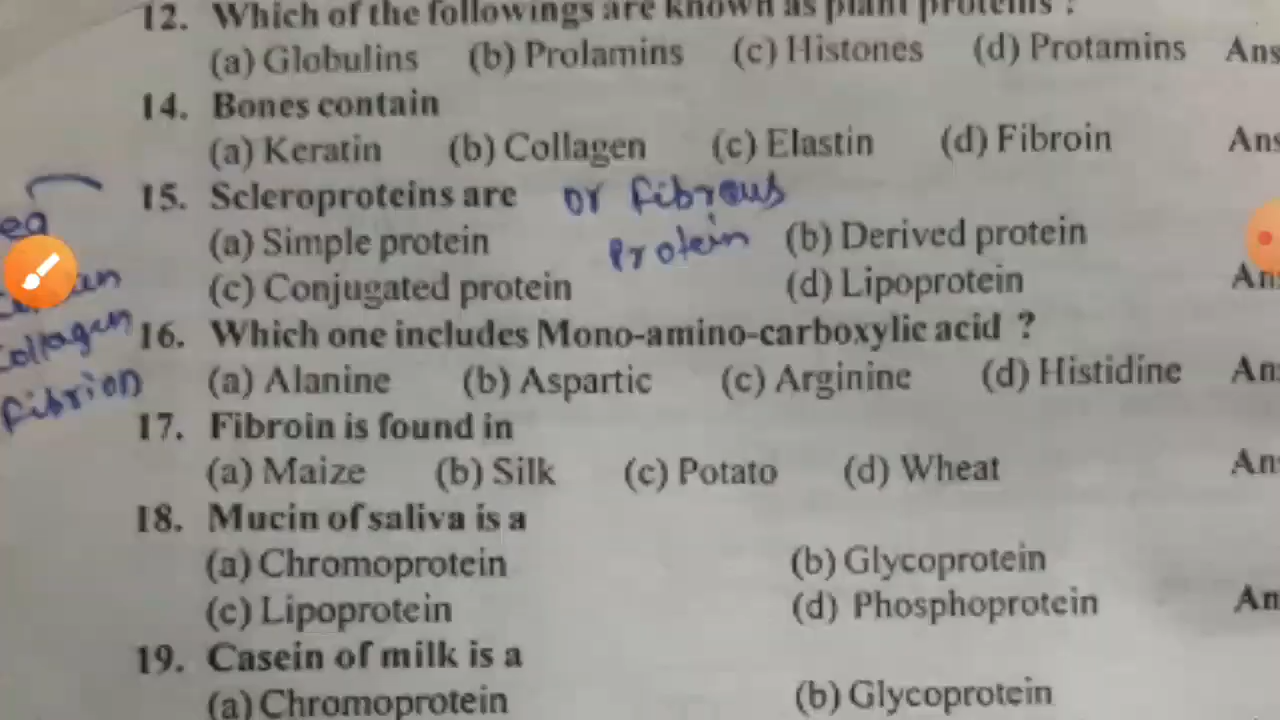 12. Which of the followings are known as plant proteins ?
(a) Globulins (b) Prolamins (c) Histones (d) Protamins Ans
14. Bones contain
(a) Keratin (b) Collagen (c) Elastin (d) Fibroin Ans
15. Scleroproteins are or fibrous
(a) Simple protein protein (b) Derived protein
(c) Conjugated protein (d) Lipoprotein An
Collagen
16. Which one includes Mono-amino-carboxylic acid ?
(a) Alanine (b) Aspartic (c) Arginine (d) Histidine An
Fibrion
17. Fibroin is found in
(a) Maize (b) Silk (c) Potato (d) Wheat An
18. Mucin of saliva is a
(a) Chromoprotein (b) Glycoprotein
(c) Lipoprotein (d) Phosphoprotein An
19. Casein of milk is a
(a) Chromoprotein (b) Glycoprotein